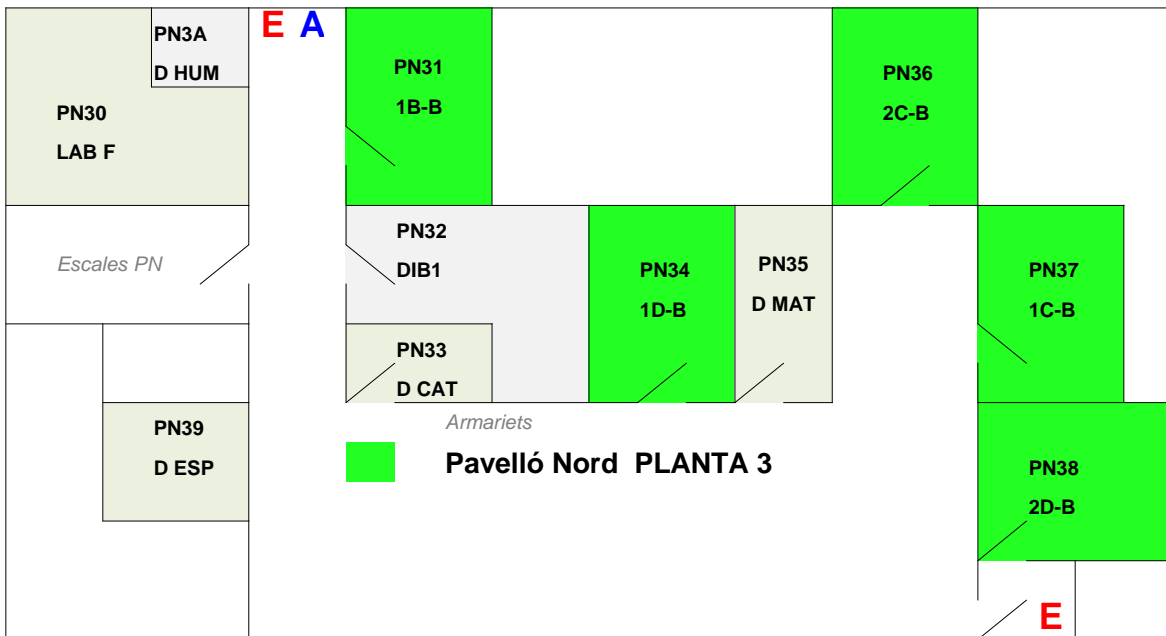 PN3A
D HUM
E A
PN31
1B-B
PN36
2C-B
PN30
LAB F
PN32
DIB1
Escales PN
PN34
1D-B
PN35
D MAT
PN37
1C-B
PN33
D CAT
Armariets
PN39
D ESP
Pavelló Nord PLANTA 3
PN38
2D-B
E